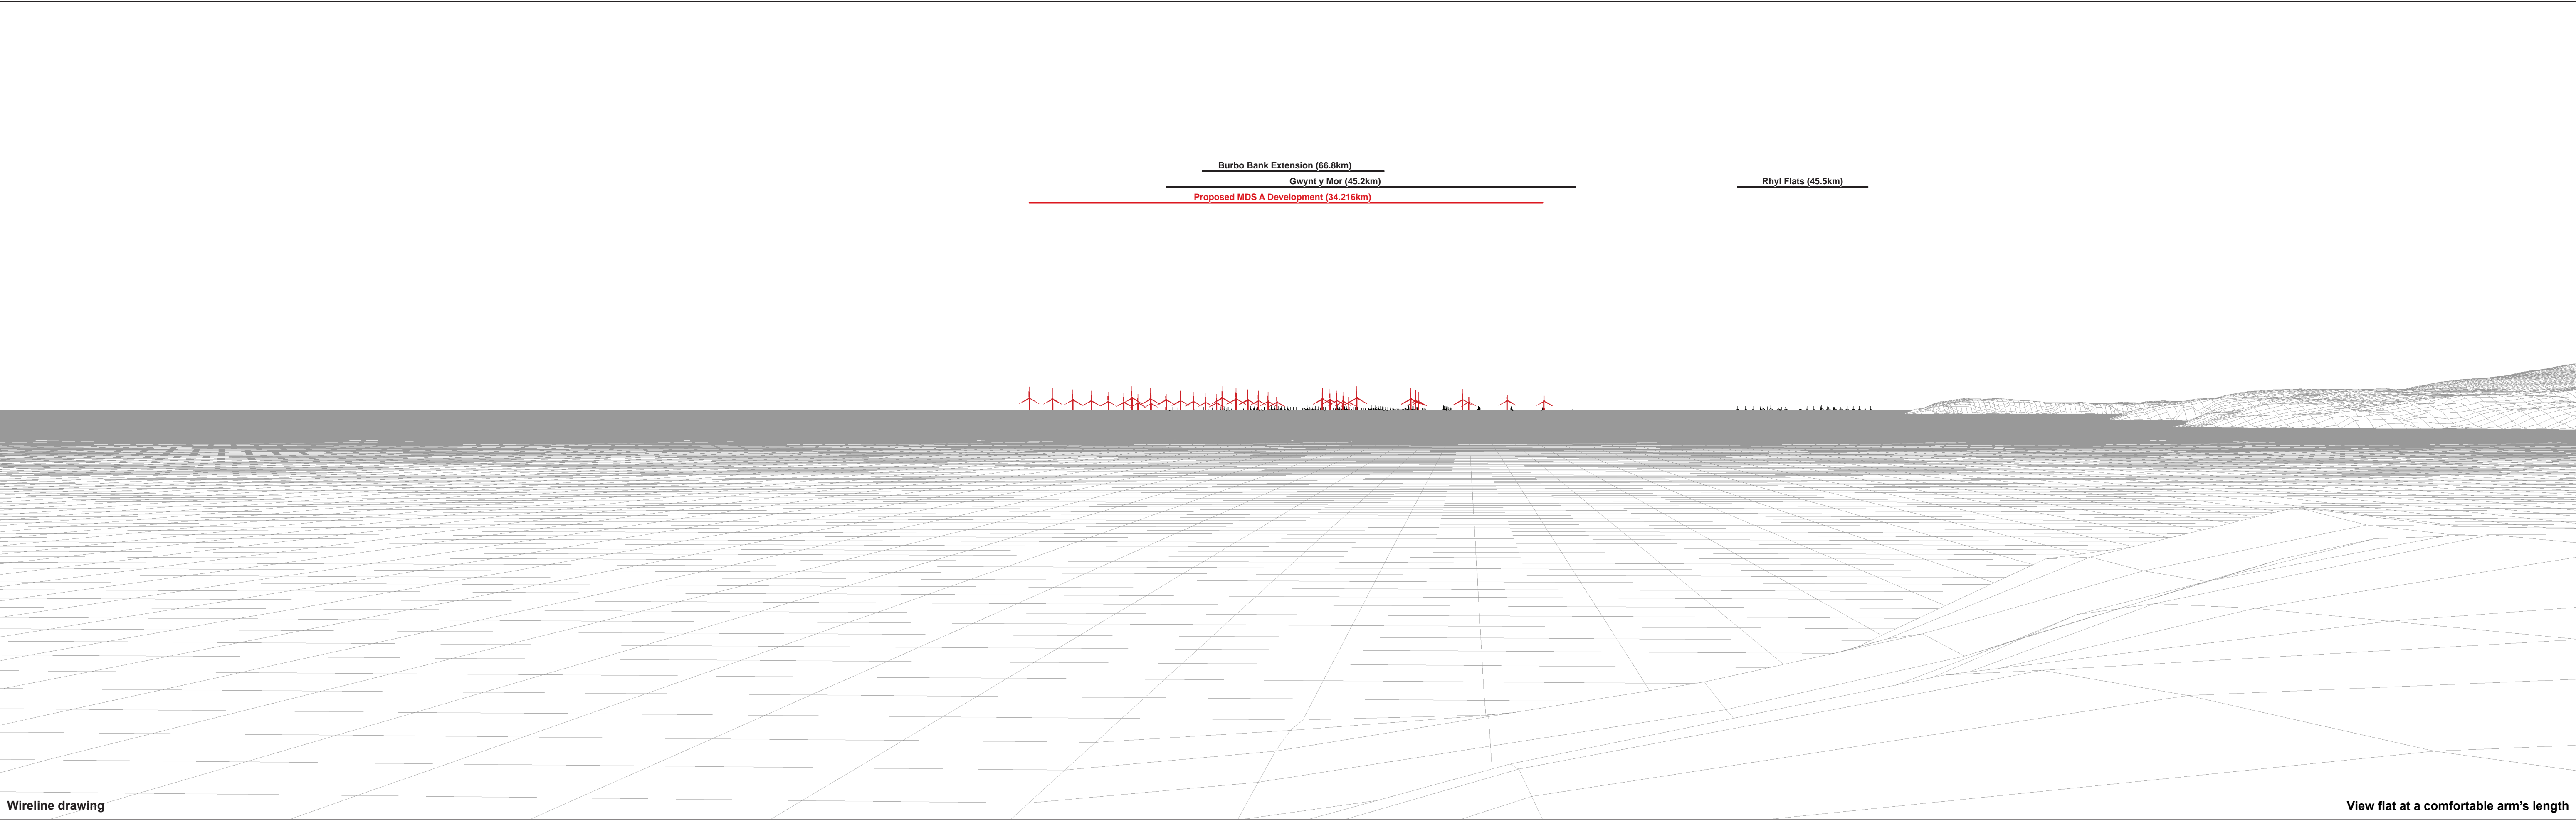 Burbo Bank Extension (66.8km)
Gwynt y Mor (45.2km)
Rhyl Flats (45.5km)
Proposed MDS A Development (34.216km)
Wireline drawing
View flat at a comfortable arm's length